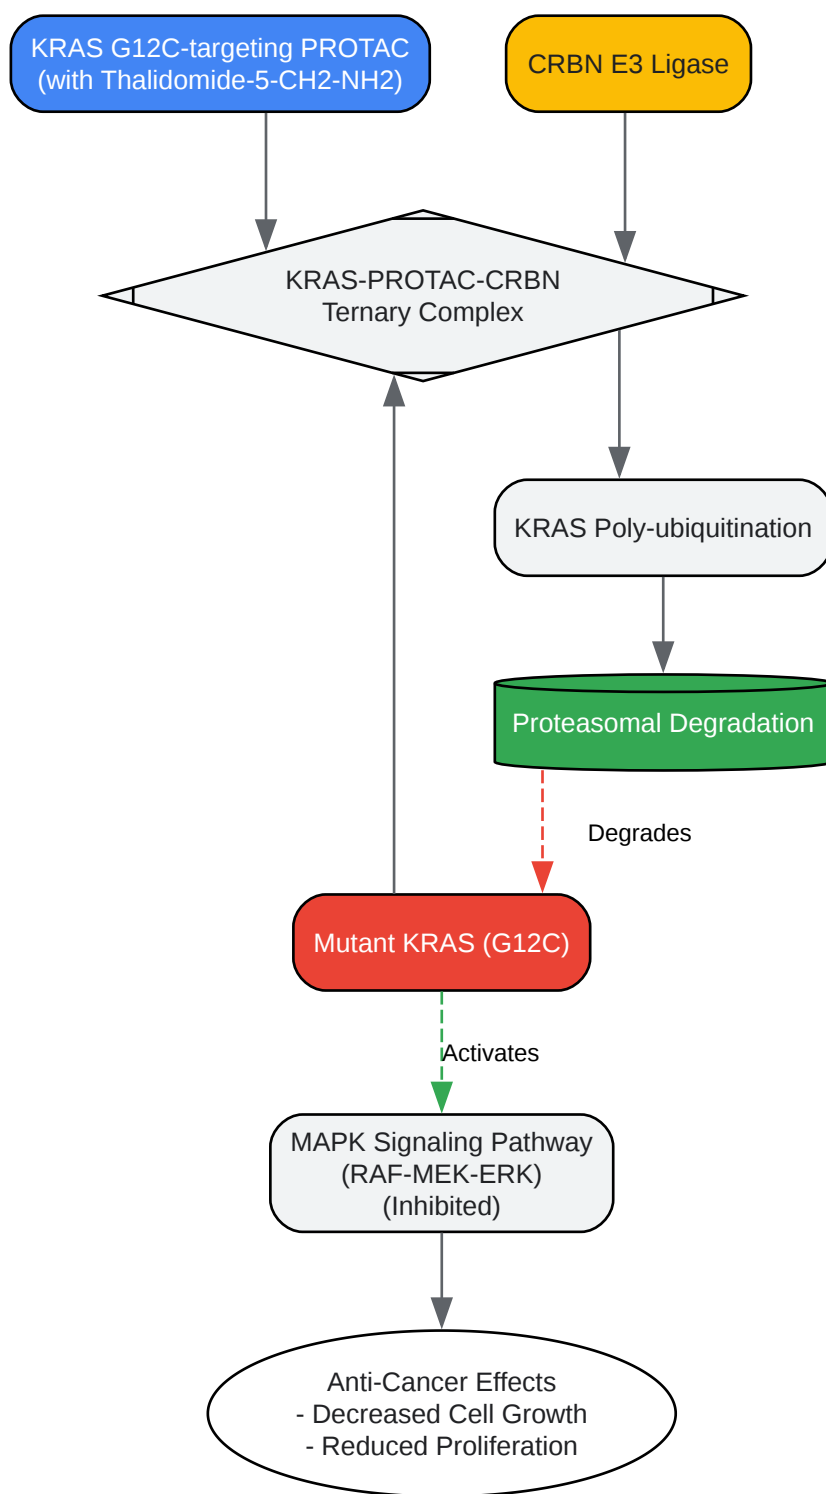 KRAS G12C-targeting PROTAC
(with Thalidomide-5-CH2-NH2)
CRBN E3 Ligase
KRAS-PROTAC-CRBN
Ternary Complex
KRAS Poly-ubiquitination
Proteasomal Degradation
Degrades
Mutant KRAS (G12C)
Activates
MAPK Signaling Pathway
(RAF-MEK-ERK)
(Inhibited)
Anti-Cancer Effects
- Decreased Cell Growth
- Reduced Proliferation